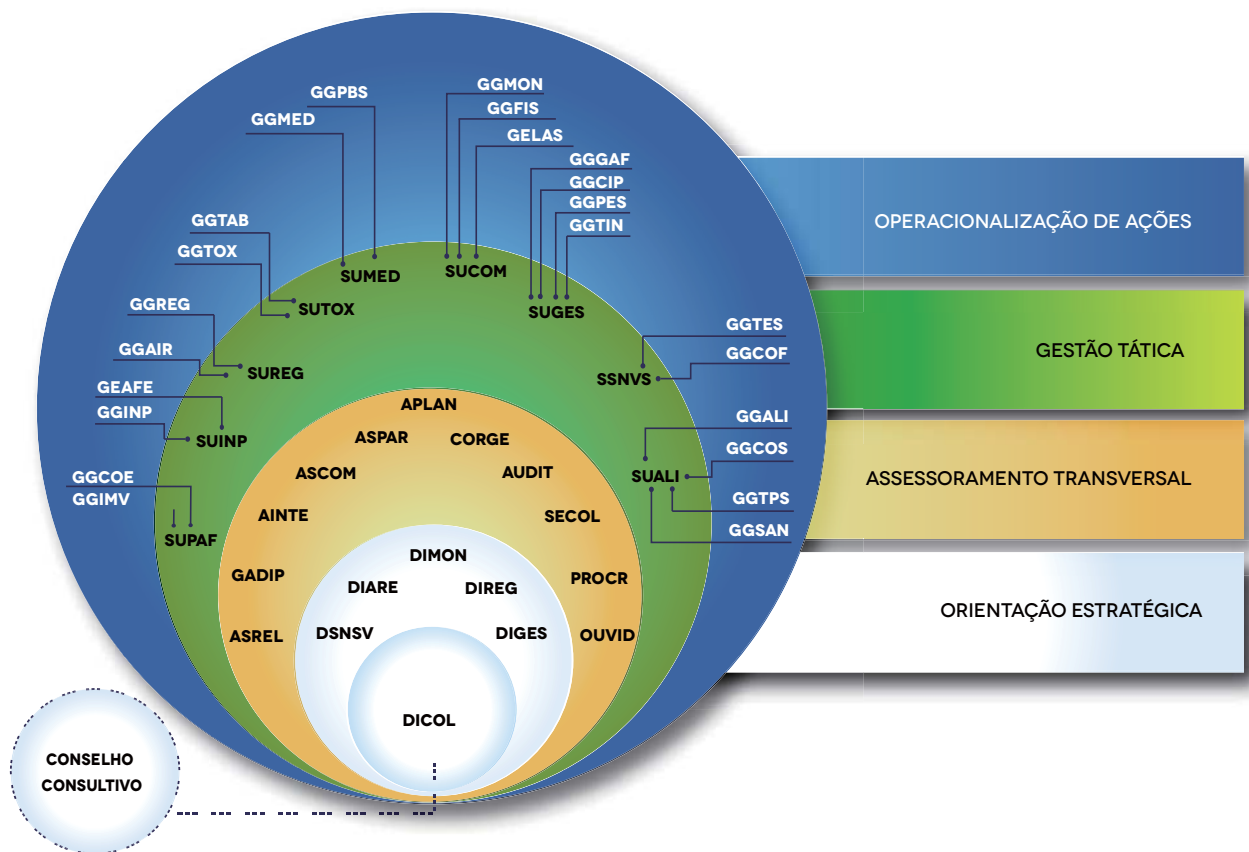 GGMON
GGPBS
GGFIS
GGMED
GELAS
GGGAF
GGCIP
GGPES
GGTAB
GGTIN
OPERACIONALIZAÇÃO DE AÇÕES
GGTOX
SUMED
SUCOM
SUTOX
SUGES
GGREG
GGTES
GGAIR
GGCOF
GESTÃO TÁTICA
SUREG
SSNVS
GEAFE
APLAN
GGINP
GGALI
SUINP
ASPAR
CORGE
GGCOS
ASCOM
AUDIT
SUALI
ASSESSORAMENTO TRANSVERSAL
GGCOE
GGIMV
GGTPS
AINTE
SECOL
GGSAN
SUPAF
DIMON
GADIP
PROCR
DIARE
DIREG
ORIENTAÇÃO ESTRATÉGICA
ASREL
DSNSV
DIGES
OUVID
DICOL
CONSELHO
CONSULTIVO